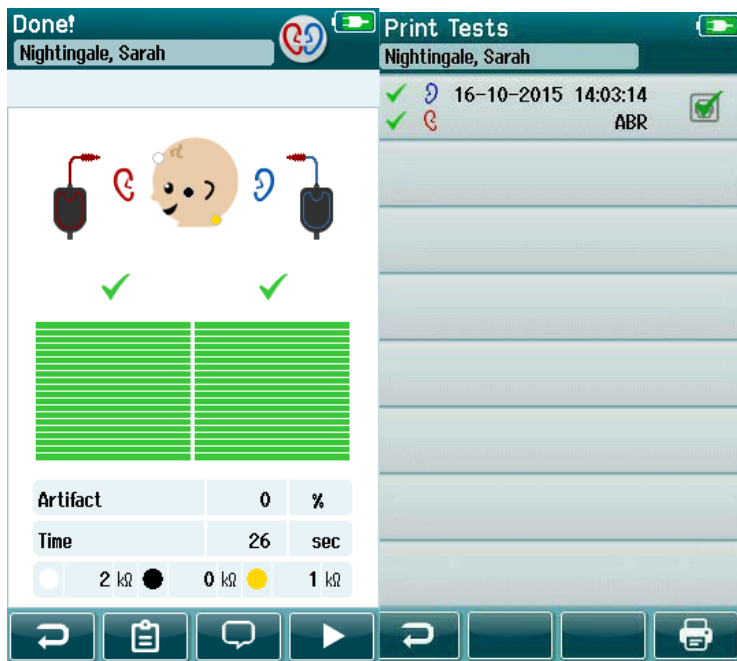 Done!
Nightingale, Sarah
Artifact 0 %
Time 26 sec
2 kΩ 0 kΩ 1 kΩ
Print Tests
Nightingale, Sarah
16-10-2015 14:03:14
ABR